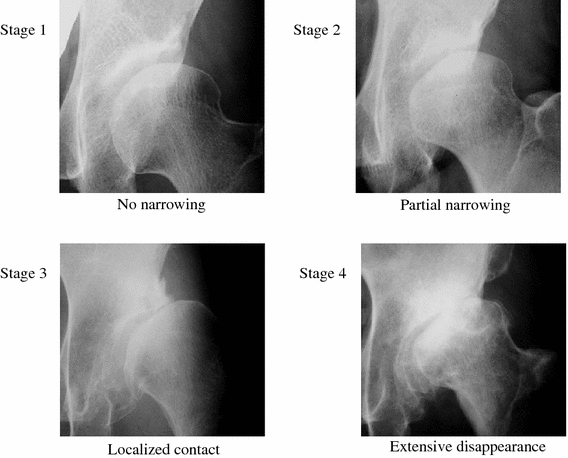 Stage 1
Stage 2
No narrowing
Partial narrowing
Stage 3
Stage 4
Localized contact
Extensive disappearance